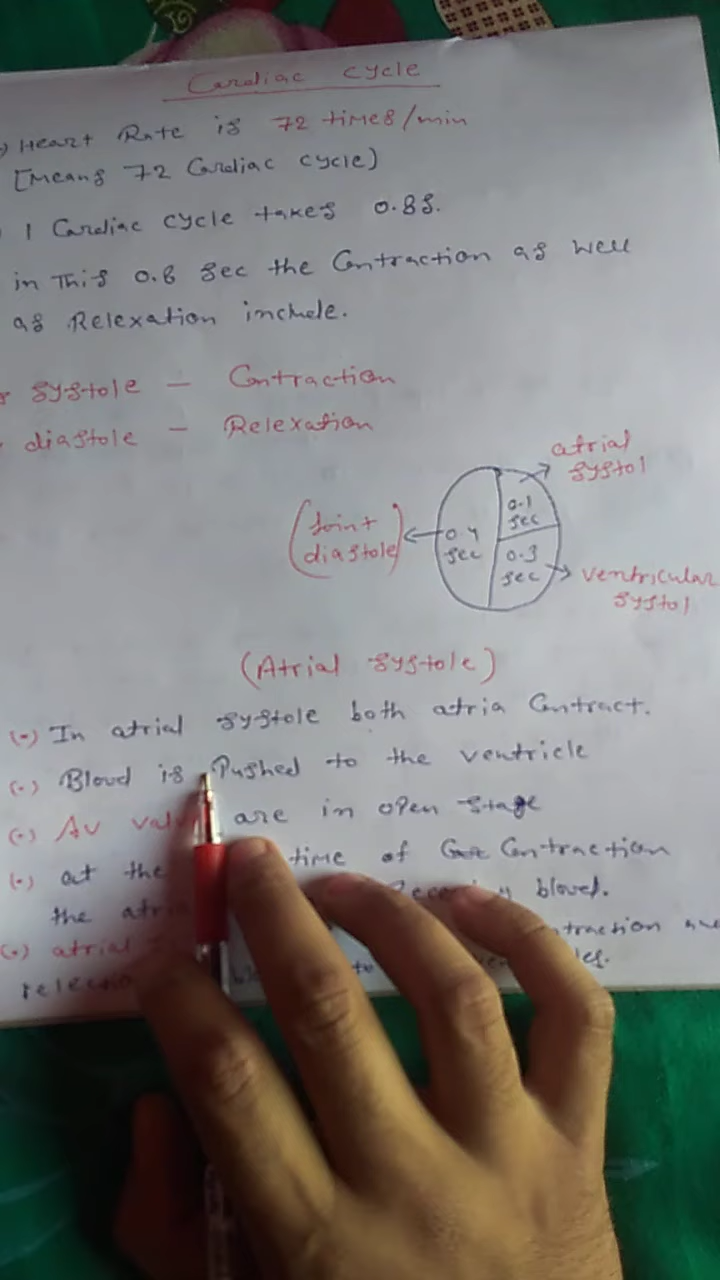 Cardiac cycle
Heart Rate is 72 times/min
[Means 72 Cardiac cycle)
1 Cardiac cycle takes 0.8s.
in This 0.8 sec the Contraction as well
as Relexation include.
systole - Contraction
diastole - Relexation
atrial
systol
0.1
sec
(Joint
diastole)
0.4
sec
0.3
sec
ventricular
systol
(Atrial systole)
(•) In atrial systole both atria Contract.
(•) Bloud is Pushed to the ventricle
(•) AV are in open stage
(•) at the time of Contraction
the bloud.
(•) atrial
to